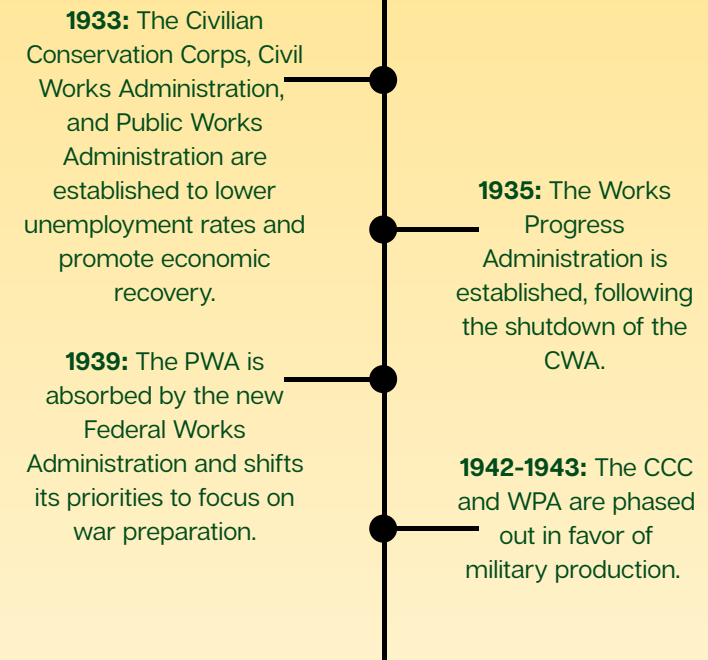 1933: The Civilian
Conservation Corps, Civil
Works Administration,
and Public Works
Administration are
established to lower
unemployment rates and
promote economic
recovery.
1935: The Works
Progress
Administration is
established, following
the shutdown of the
CWA.
1939: The PWA is
absorbed by the new
Federal Works
Administration and shifts
its priorities to focus on
war preparation.
1942-1943: The CCC
and WPA are phased
out in favor of
military production.